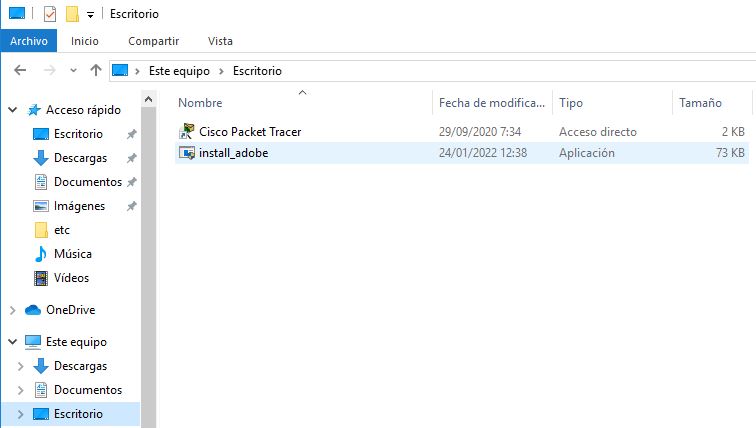 Escritorio
Archivo Inicio Compartir Vista
Este equipo Escritorio
Nombre Fecha de modifica... Tipo Tamaño
Cisco Packet Tracer 29/09/2020 7:34 Acceso directo 2 KB
install_adobe 24/01/2022 12:38 Aplicación 73 KB
Acceso rápido
Escritorio
Descargas
Documentos
Imágenes
etc
Música
Vídeos
OneDrive
Este equipo
Descargas
Documentos
Escritorio